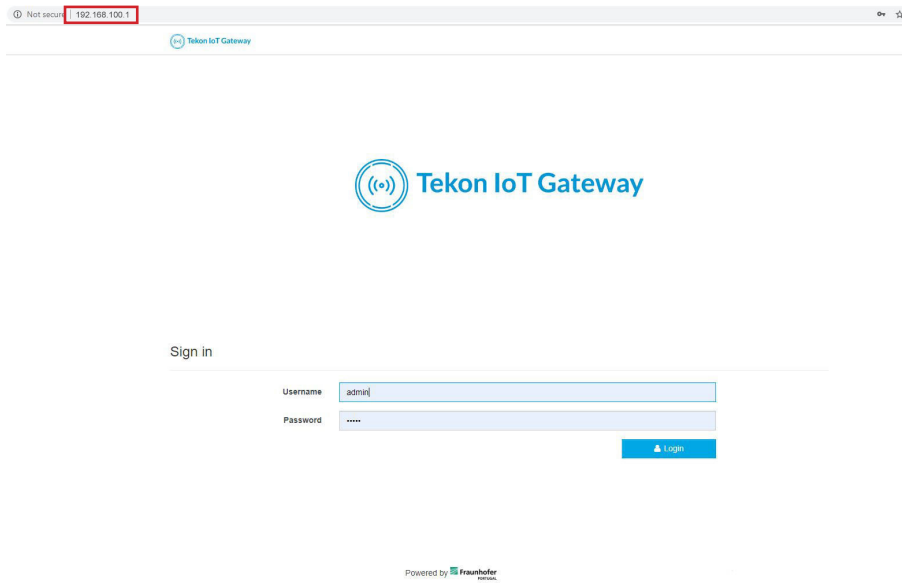 Not secure | 192.168.100.1
Tekon IoT Gateway
Tekon IoT Gateway
Sign in
Username admin
Password •••••
Login
Powered by Fraunhofer
PORTUGAL